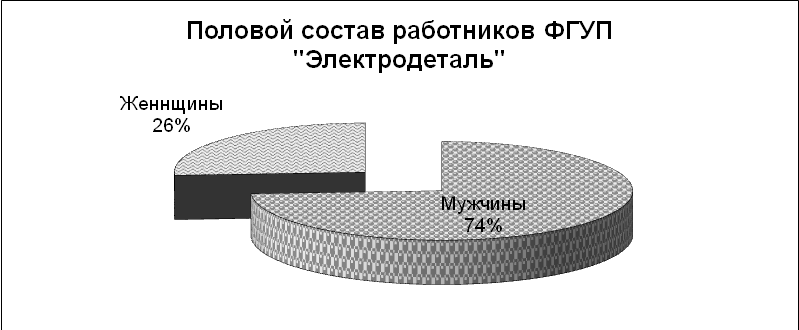 Половой состав работников ФГУП
"Электродеталь"
Женнщины
26%
Мужчины
74%